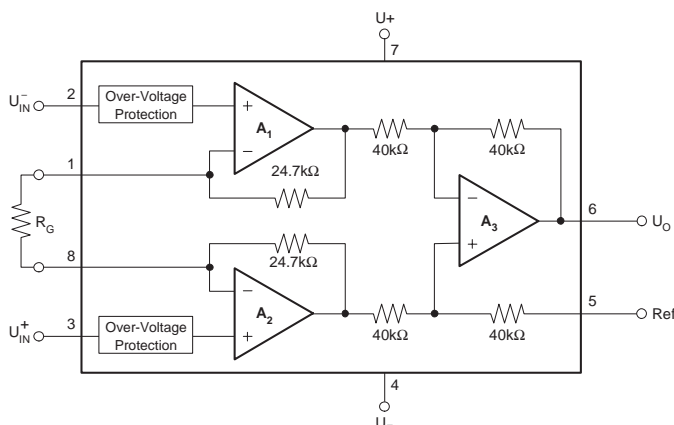 U+
7
2
U⁻IN
Over-Voltage
Protection
+
A1
−
40kΩ
40kΩ
1
24.7kΩ
RG
−
A3
+
6
UO
8
24.7kΩ
5
Ref
−
A2
+
3
U⁺IN
Over-Voltage
Protection
40kΩ
40kΩ
4